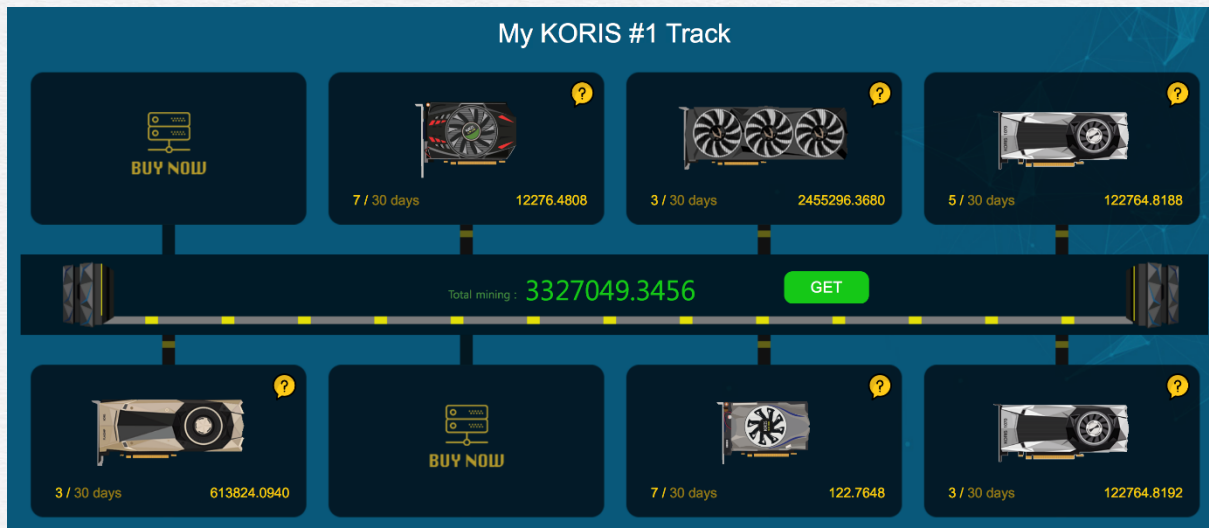 My KORIS #1 Track
BUY NOW
?
7 / 30 days 12276.4808
?
3 / 30 days 2455296.3680
?
5 / 30 days 122764.8188
Total mining : 3327049.3456 GET
?
3 / 30 days 613824.0940
BUY NOW
?
7 / 30 days 122.7648
?
3 / 30 days 122764.8192